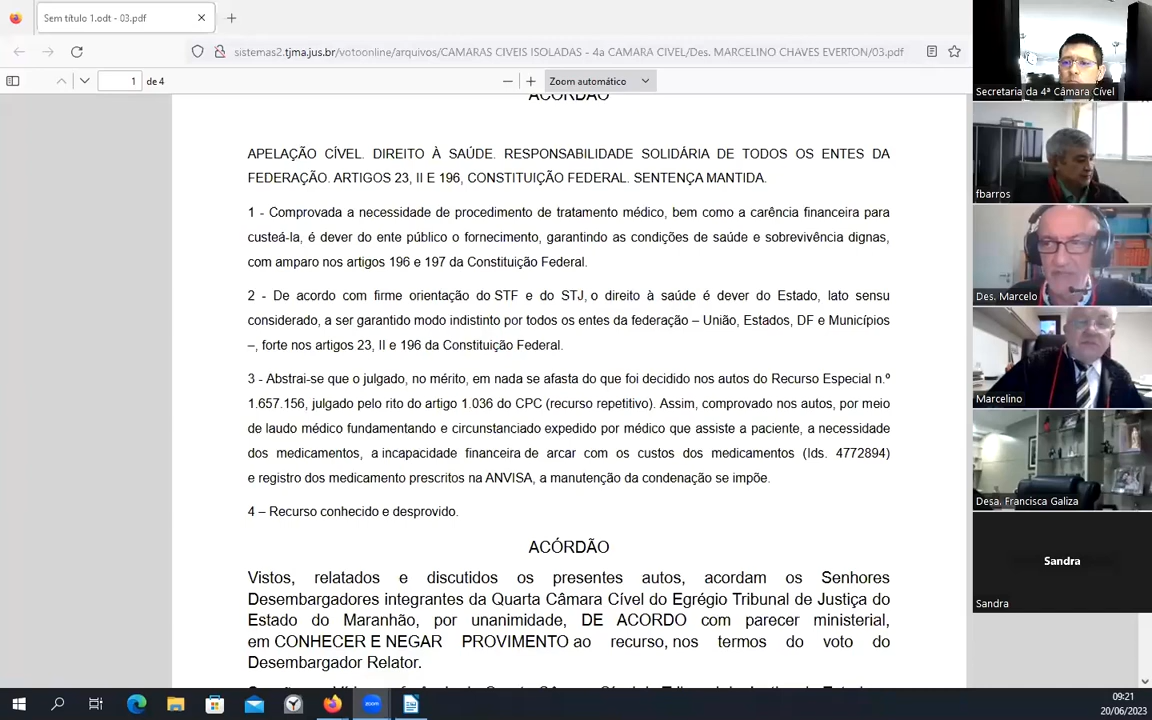 Sem título 1.odt - 03.pdf
sistemas2.tjma.jus.br/votoonline/arquivos/CAMARAS CIVEIS ISOLADAS - 4a CAMARA CIVEL/Des. MARCELINO CHAVES EVERTON/03.pdf
1 de 4
Zoom automático
ACÓRDÃO
APELAÇÃO CÍVEL. DIREITO À SAÚDE. RESPONSABILIDADE SOLIDÁRIA DE TODOS OS ENTES DA
FEDERAÇÃO. ARTIGOS 23, II E 196, CONSTITUIÇÃO FEDERAL. SENTENÇA MANTIDA.
1 - Comprovada a necessidade de procedimento de tratamento médico, bem como a carência financeira para
custeá-la, é dever do ente público o fornecimento, garantindo as condições de saúde e sobrevivência dignas,
com amparo nos artigos 196 e 197 da Constituição Federal.
2 - De acordo com firme orientação do STF e do STJ, o direito à saúde é dever do Estado, lato sensu
considerado, a ser garantido modo indistinto por todos os entes da federação – União, Estados, DF e Municípios
–, forte nos artigos 23, II e 196 da Constituição Federal.
3 - Abstrai-se que o julgado, no mérito, em nada se afasta do que foi decidido nos autos do Recurso Especial n.º
1.657.156, julgado pelo rito do artigo 1.036 do CPC (recurso repetitivo). Assim, comprovado nos autos, por meio
de laudo médico fundamentando e circunstanciado expedido por médico que assiste a paciente, a necessidade
dos medicamentos, a incapacidade financeira de arcar com os custos dos medicamentos (Ids. 4772894)
e registro dos medicamento prescritos na ANVISA, a manutenção da condenação se impõe.
4 – Recurso conhecido e desprovido.
ACÓRDÃO
Vistos, relatados e discutidos os presentes autos, acordam os Senhores
Desembargadores integrantes da Quarta Câmara Cível do Egrégio Tribunal de Justiça do
Estado do Maranhão, por unanimidade, DE ACORDO com parecer ministerial,
em CONHECER E NEGAR PROVIMENTO ao recurso, nos termos do voto do
Desembargador Relator.
Secretaria da 4ª Câmara Cível
fbarros
Des. Marcelo
Marcelino
Desa. Francisca Galiza
Sandra
Sandra
zoom
09:21
20/06/2023